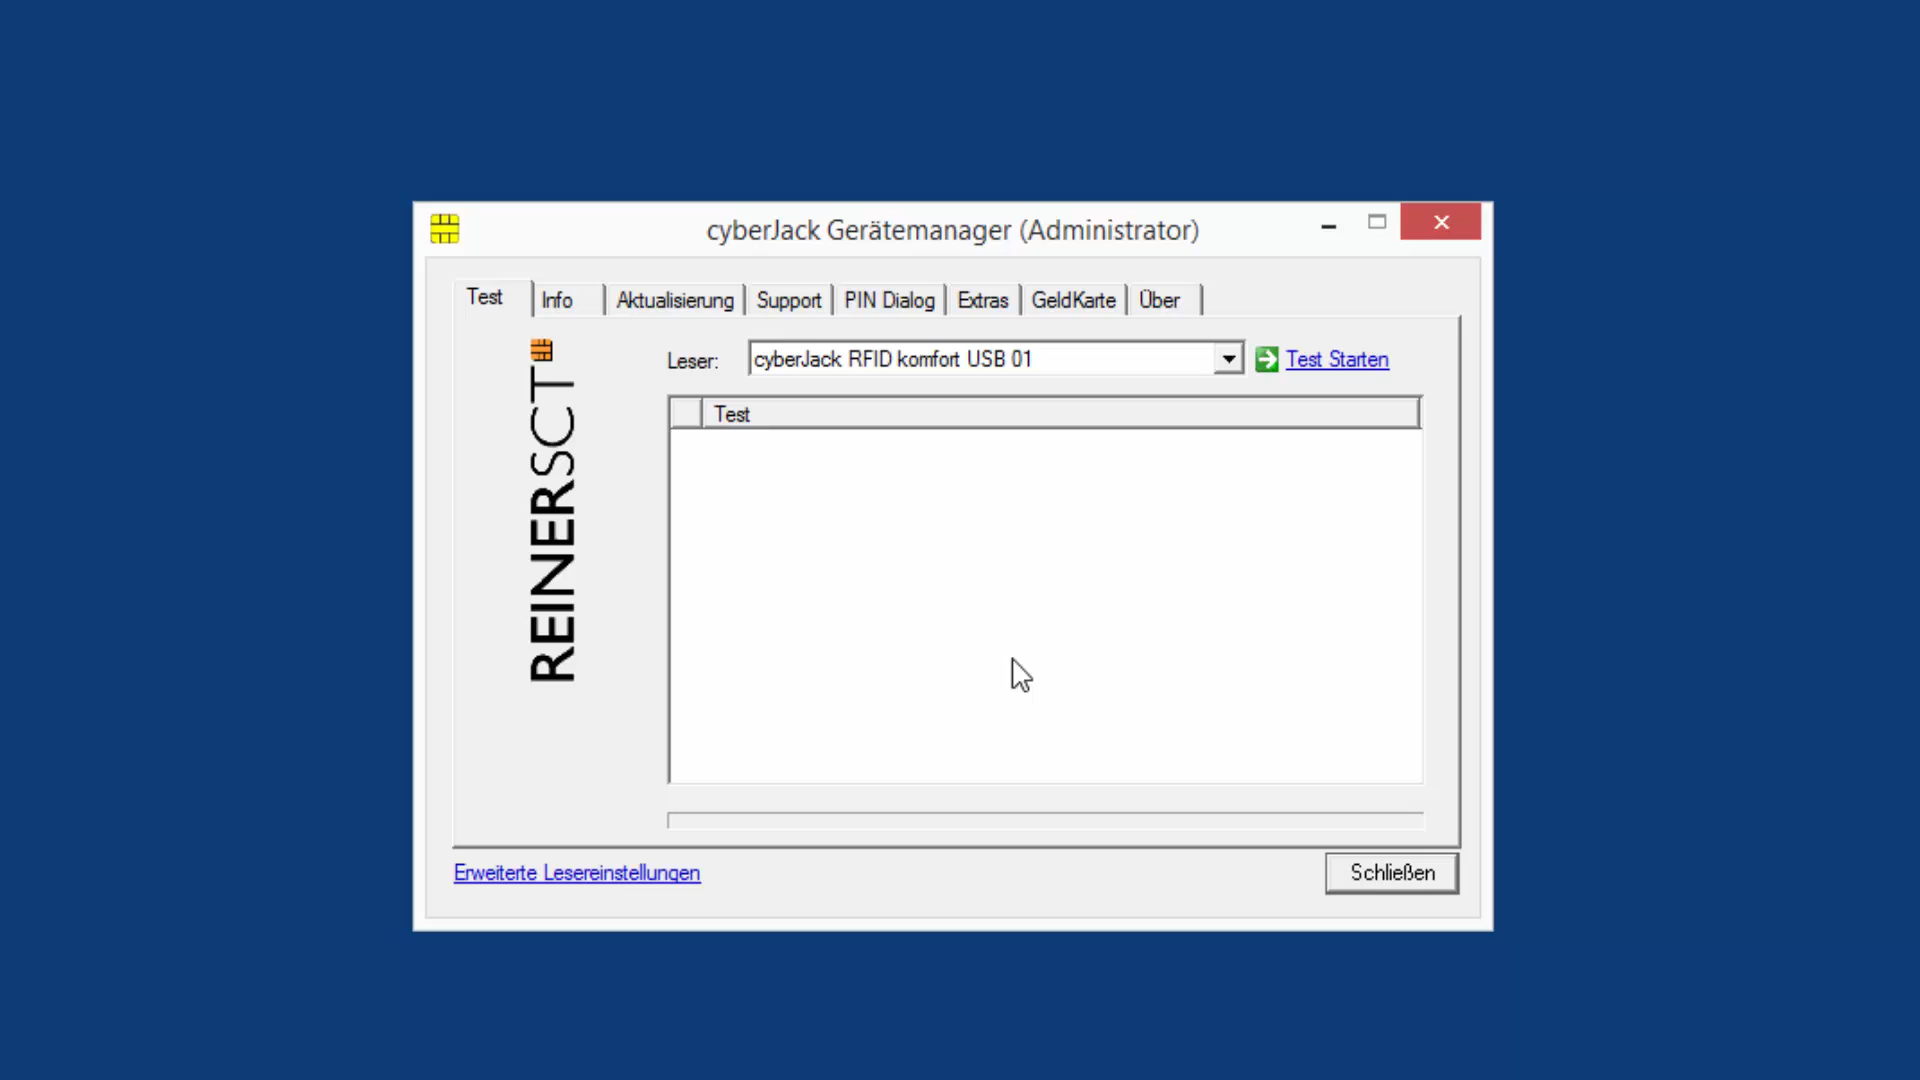 cyberJack Gerätemanager (Administrator)
Test Info Aktualisierung Support PIN Dialog Extras GeldKarte Über
Leser: cyberJack RFID komfort USB 01 Test Starten
Test
REINERSCT
Erweiterte Lesereinstellungen
Schließen